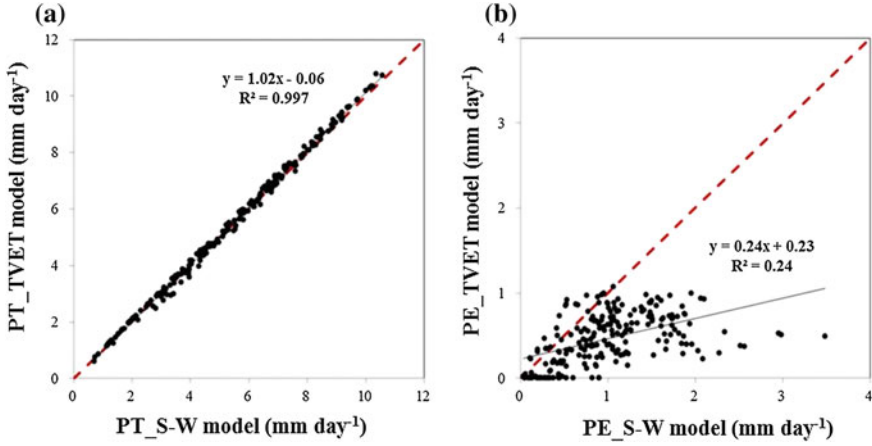 (a)
12
10
8
6
4
2
0
PT_TVET model (mm day-1)
y = 1.02x - 0.06
R² = 0.997
0 2 4 6 8 10 12
PT_S-W model (mm day-1)
(b)
4
3
2
1
0
PE_TVET model (mm day-1)
y = 0.24x + 0.23
R² = 0.24
0 1 2 3 4
PE_S-W model (mm day-1)